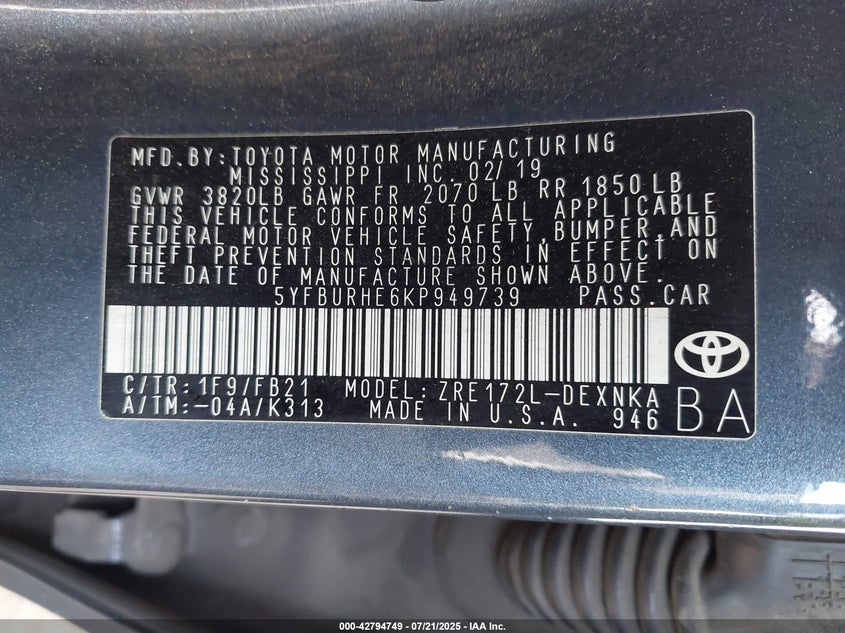 MFD.BY:TOYOTA MOTOR MANUFACTURING
MISSISSIPPI INC. 02/19
GVWR 3820LB GAWR FR 2070 LB RR 1850 LB
THIS VEHICLE CONFORMS TO ALL APPLICABLE
FEDERAL MOTOR VEHICLE SAFETY,BUMPER,AND
THEFT PREVENTION STANDARDS IN EFFECT ON
THE DATE OF MANUFACTURE SHOWN ABOVE.
5YFBURHE6KP949739 PASS.CAR
C/TR:1F9/FB21 MODEL:ZRE172L-DEXNKA
A/TM:-04A/K313 MADE IN U.S.A. 946
BA
000-42794749 - 07/21/2025 - IAA Inc.